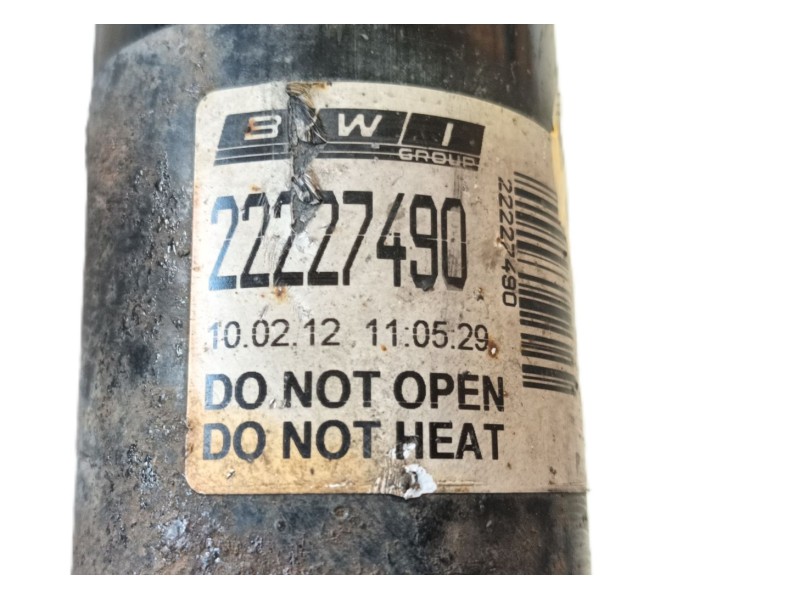 BWI
GROUP
22227490
10.02.12 11:05:29
DO NOT OPEN
DO NOT HEAT
22227490